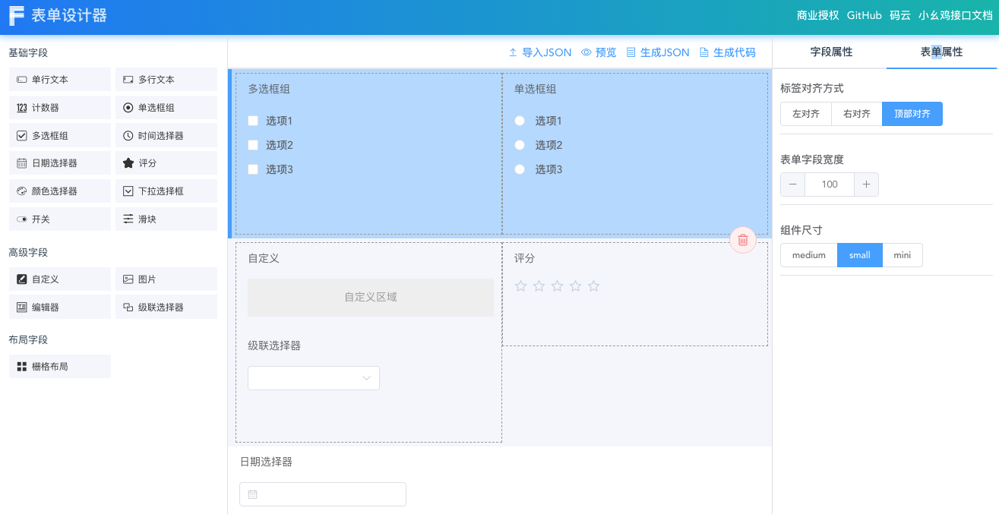 表单设计器
商业授权 GitHub 码云 小幺鸡接口文档
基础字段
单行文本 多行文本
计数器 单选框组
多选框组 时间选择器
日期选择器 评分
颜色选择器 下拉选择框
开关 滑块
高级字段
自定义 图片
编辑器 级联选择器
布局字段
栅格布局
导入JSON 预览 生成JSON 生成代码
多选框组
选项1
选项2
选项3
单选框组
选项1
选项2
选项3
自定义
自定义区域
级联选择器
评分
日期选择器
字段属性 表单属性
标签对齐方式
左对齐 右对齐 顶部对齐
表单字段宽度
100
组件尺寸
medium small mini